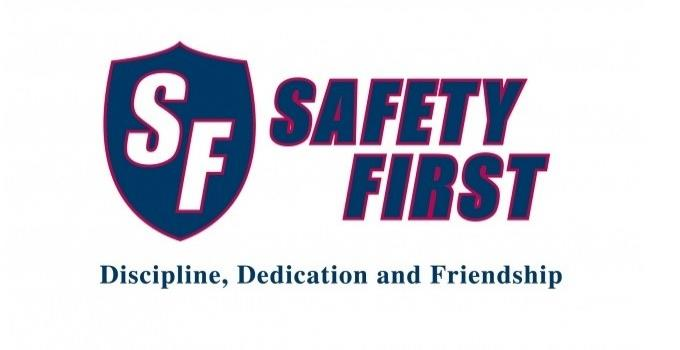 SF
SAFETY
FIRST
Discipline, Dedication and Friendship